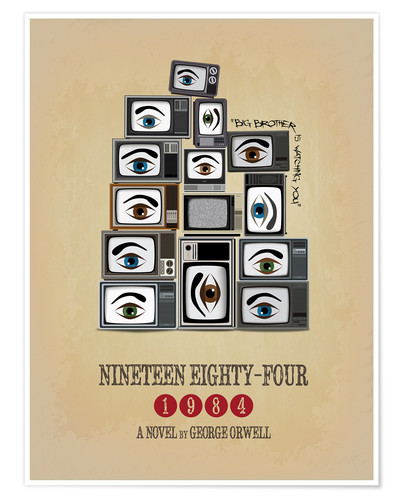 "BIG BROTHER
IS WATCHING YOU"
NINETEEN EIGHTY-FOUR
1984
A NOVEL BY GEORGE ORWELL